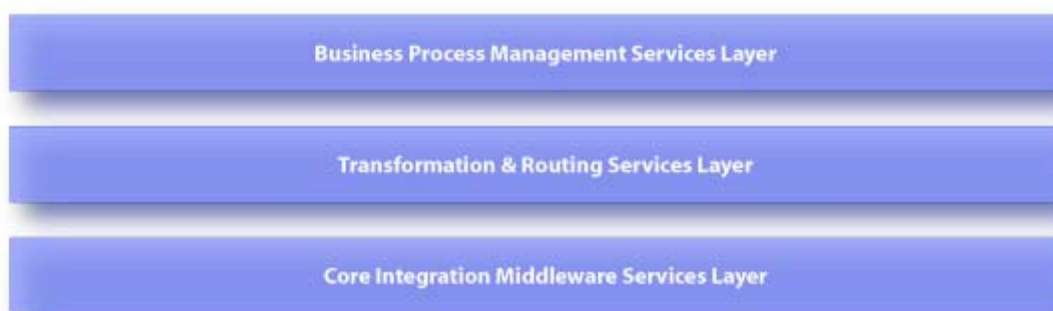 Business Process Management Services Layer
Transformation & Routing Services Layer
Core Integration Middleware Services Layer